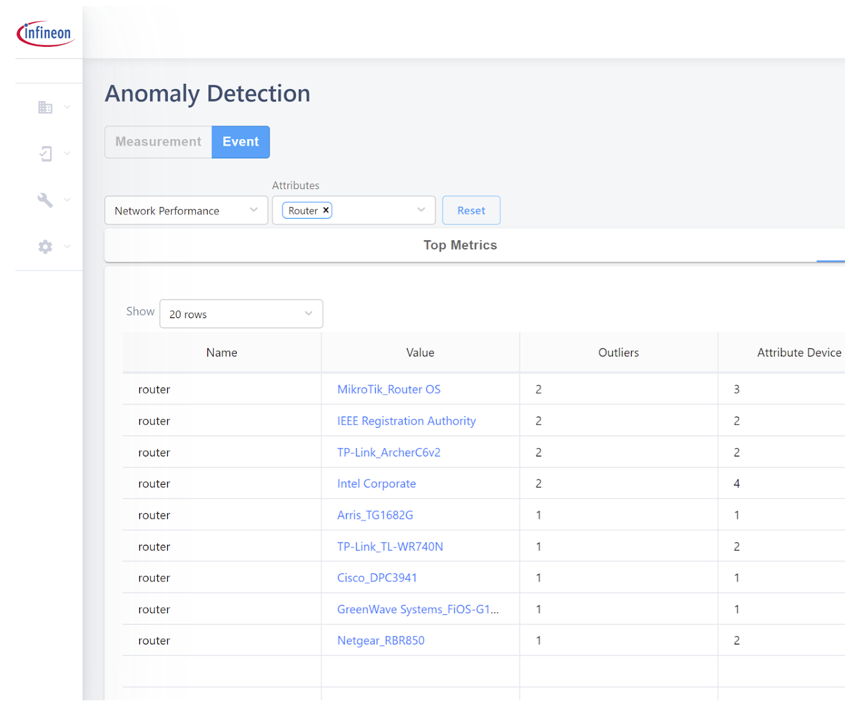 infineon
Anomaly Detection
Measurement Event
Attributes
Network Performance Router × Reset
Top Metrics
Show 20 rows
Name Value Outliers Attribute Device
router MikroTik_Router OS 2 3
router IEEE Registration Authority 2 2
router TP-Link_ArcherC6v2 2 2
router Intel Corporate 2 4
router Arris_TG1682G 1 1
router TP-Link_TL-WR740N 1 2
router Cisco_DPC3941 1 1
router GreenWave Systems_FiOS-G1... 1 1
router Netgear_RBR850 1 2